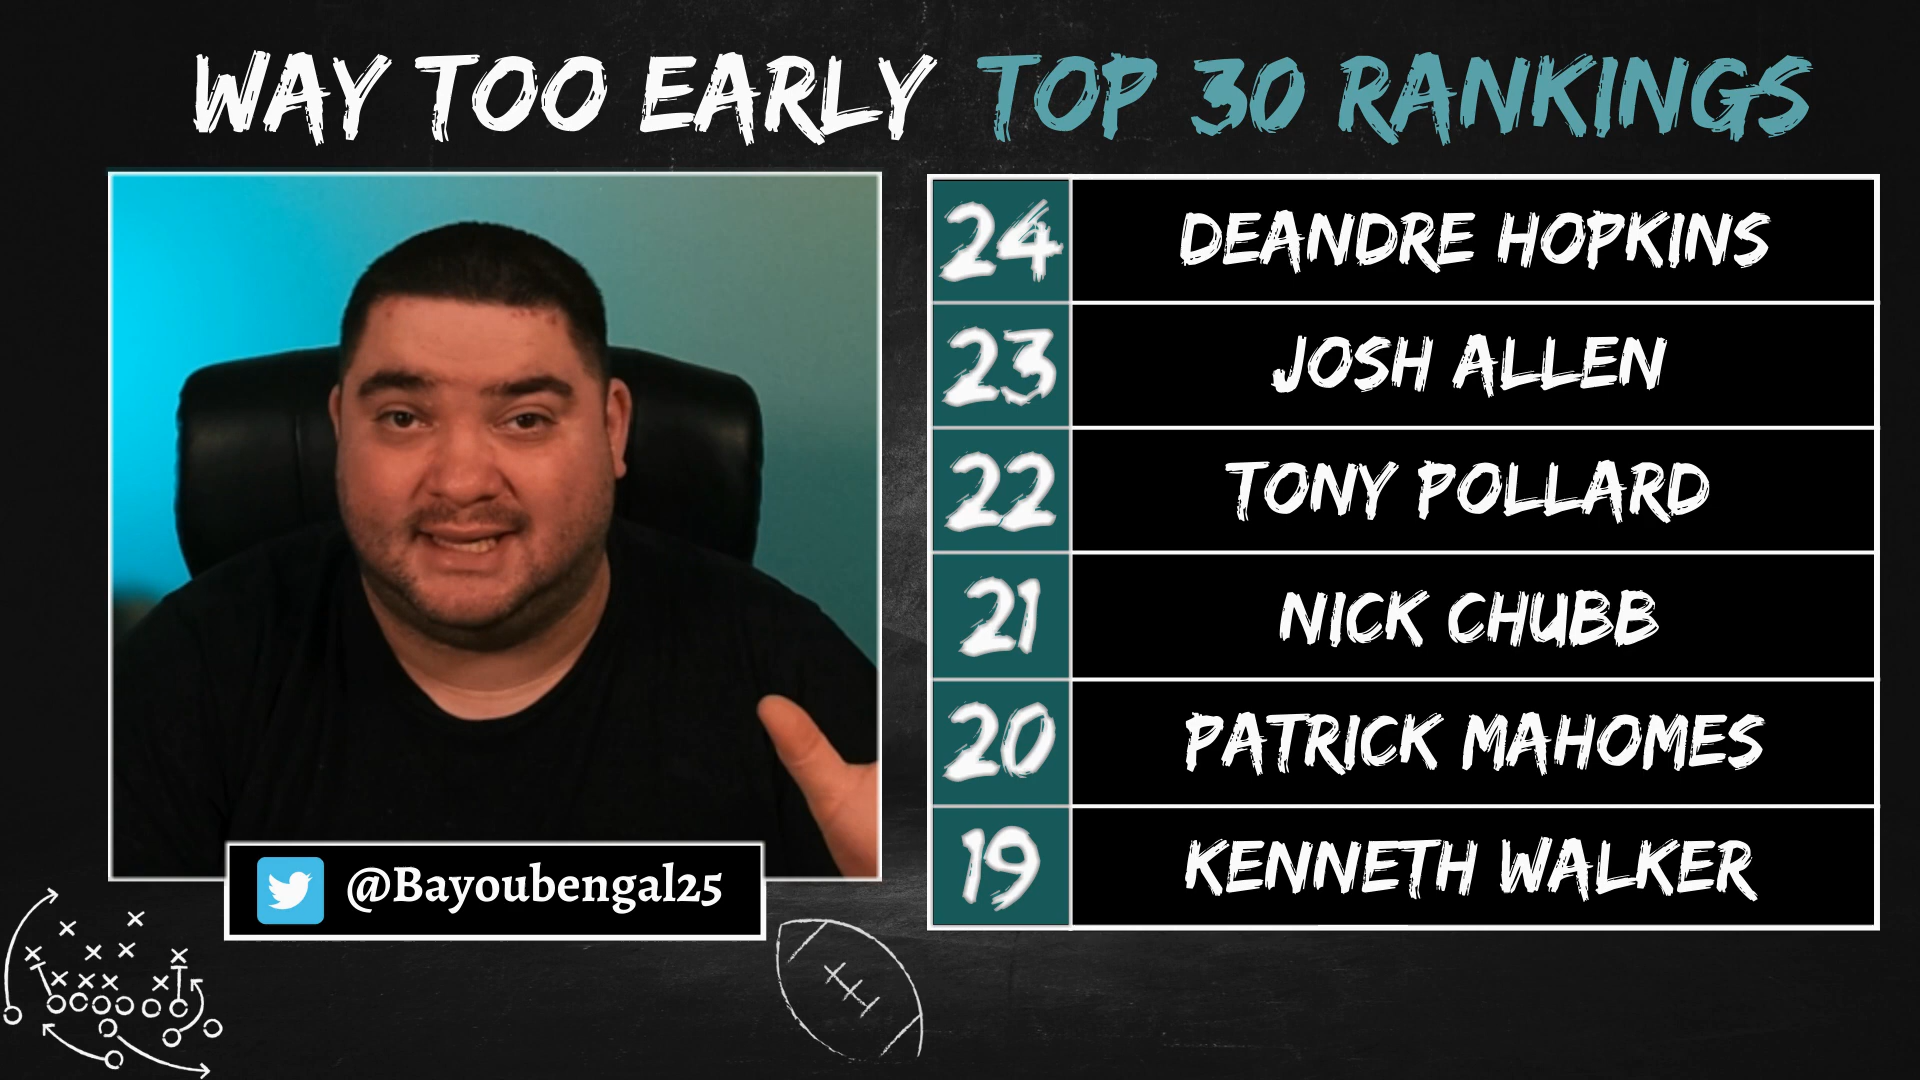 WAY TOO EARLY TOP 30 RANKINGS
24 DEANDRE HOPKINS
23 JOSH ALLEN
22 TONY POLLARD
21 NICK CHUBB
20 PATRICK MAHOMES
19 KENNETH WALKER
@Bayoubengal25